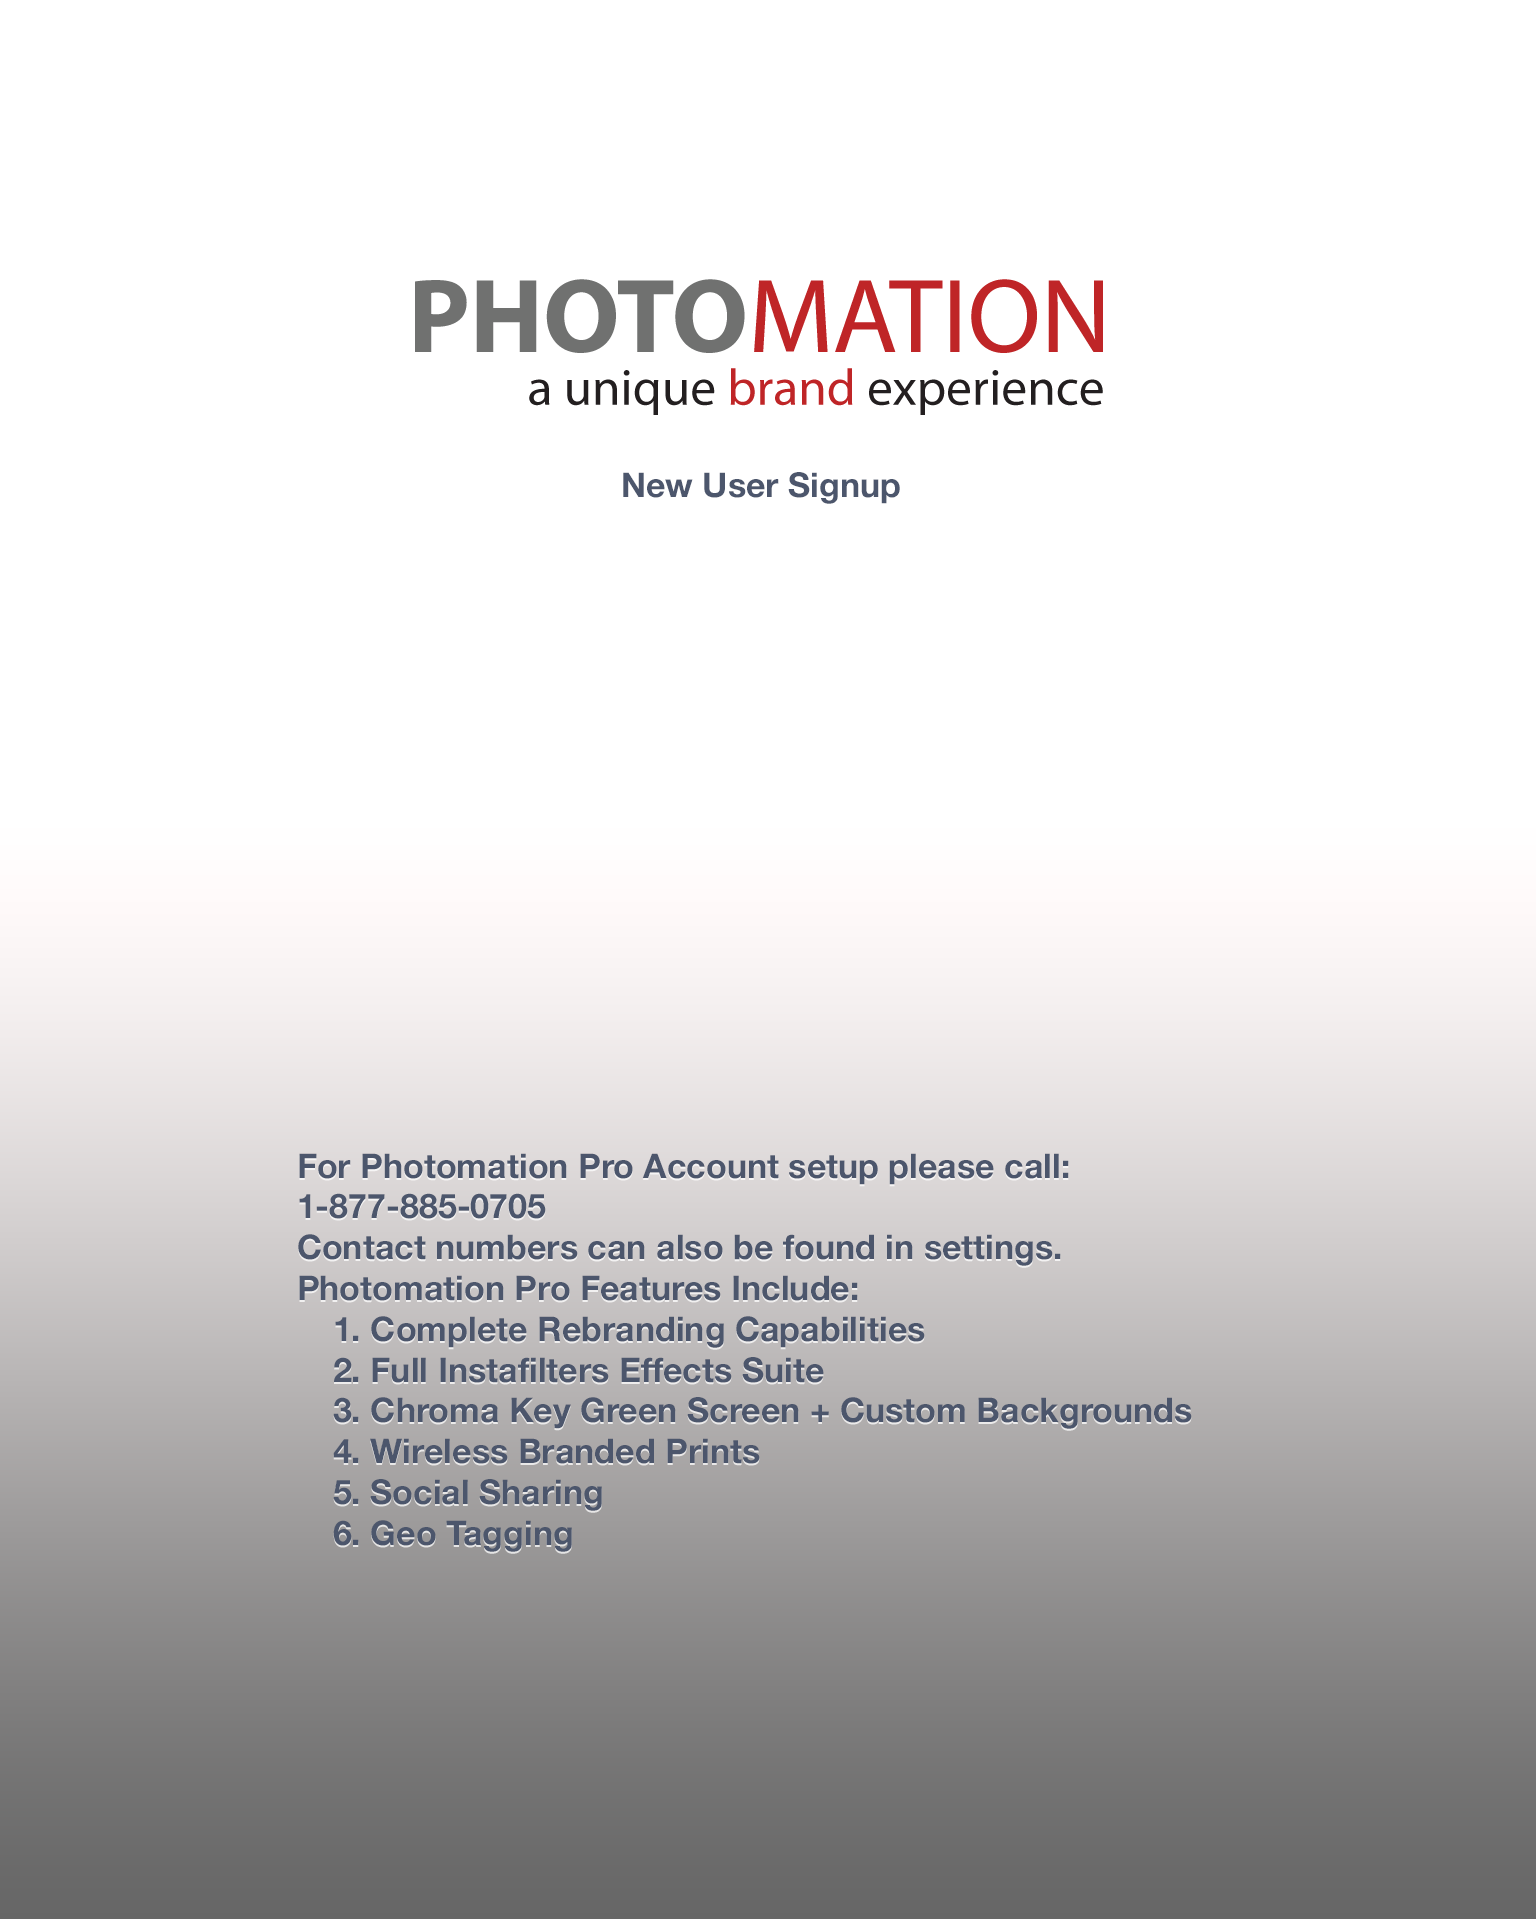 PHOTOMATION
a unique brand experience
New User Signup
For Photomation Pro Account setup please call:
1-877-885-0705
Contact numbers can also be found in settings.
Photomation Pro Features Include:
1. Complete Rebranding Capabilities
2. Full Instafilters Effects Suite
3. Chroma Key Green Screen + Custom Backgrounds
4. Wireless Branded Prints
5. Social Sharing
6. Geo Tagging